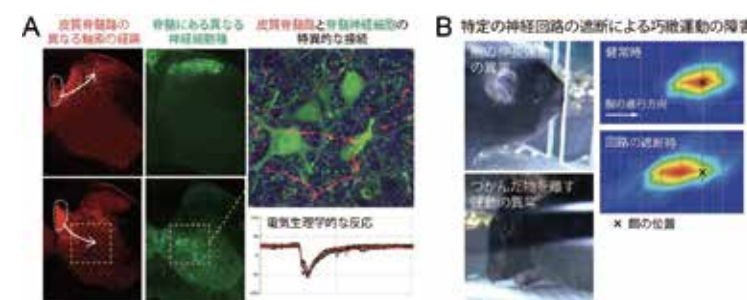 A
皮質脊髄路の
異なる軸索の経路
脊髄にある異なる
神経細胞種
皮質脊髄路と脊髄神経細胞の
特異的な接続
電気生理学的な反応
B 特定の神経回路の遮断による巧緻運動の障害
の異常
つかんだ物を離す
運動の異常
健常時
腕の進行方向
回路の遮断時
× 餌の位置